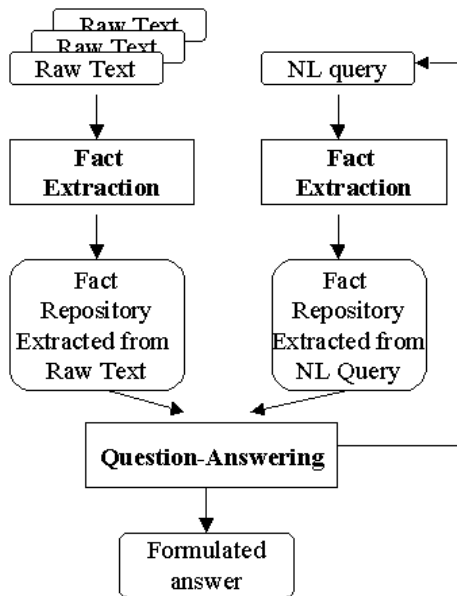 Raw Text
Raw Text
Raw Text
NL query
Fact
Extraction
Fact
Extraction
Fact
Repository
Extracted from
Raw Text
Fact
Repository
Extracted from
NL Query
Question-Answering
Formulated
answer